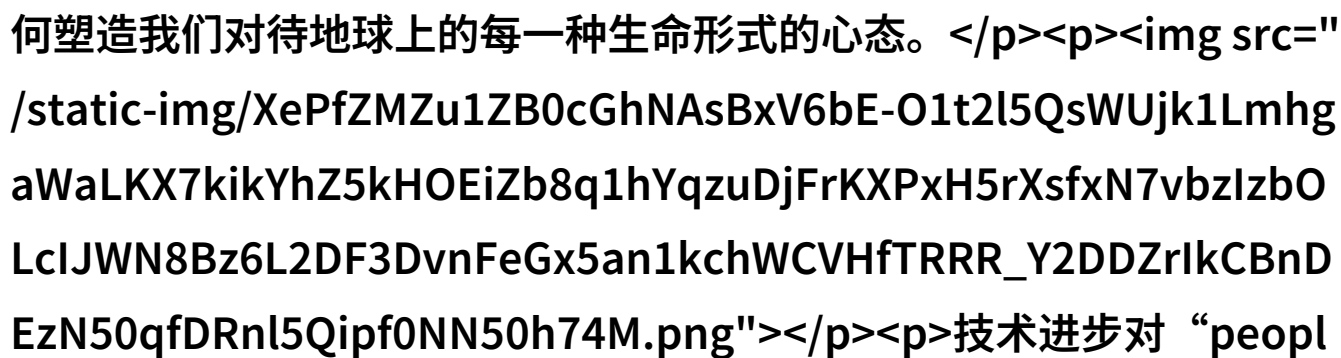 何塑造我们对待地球上的每一种生命形式的心态。</p><p><img src="
/static-img/XePfZMZu1ZB0cGhNAsBxV6bE-O1t2l5QsWUjk1Lmhg
aWaLKX7kikYhZ5kHOEiZb8q1hYqzuDjFrKXPxH5rXsfxN7vbzIzbO
LcIJWN8Bz6L2DF3DvnFeGx5an1kchWCVHfTRRR_Y2DDZrIkCBnD
EzN50qfDRnl5Qipf0NN50h74M.png"></p><p>技术进步对“peopl